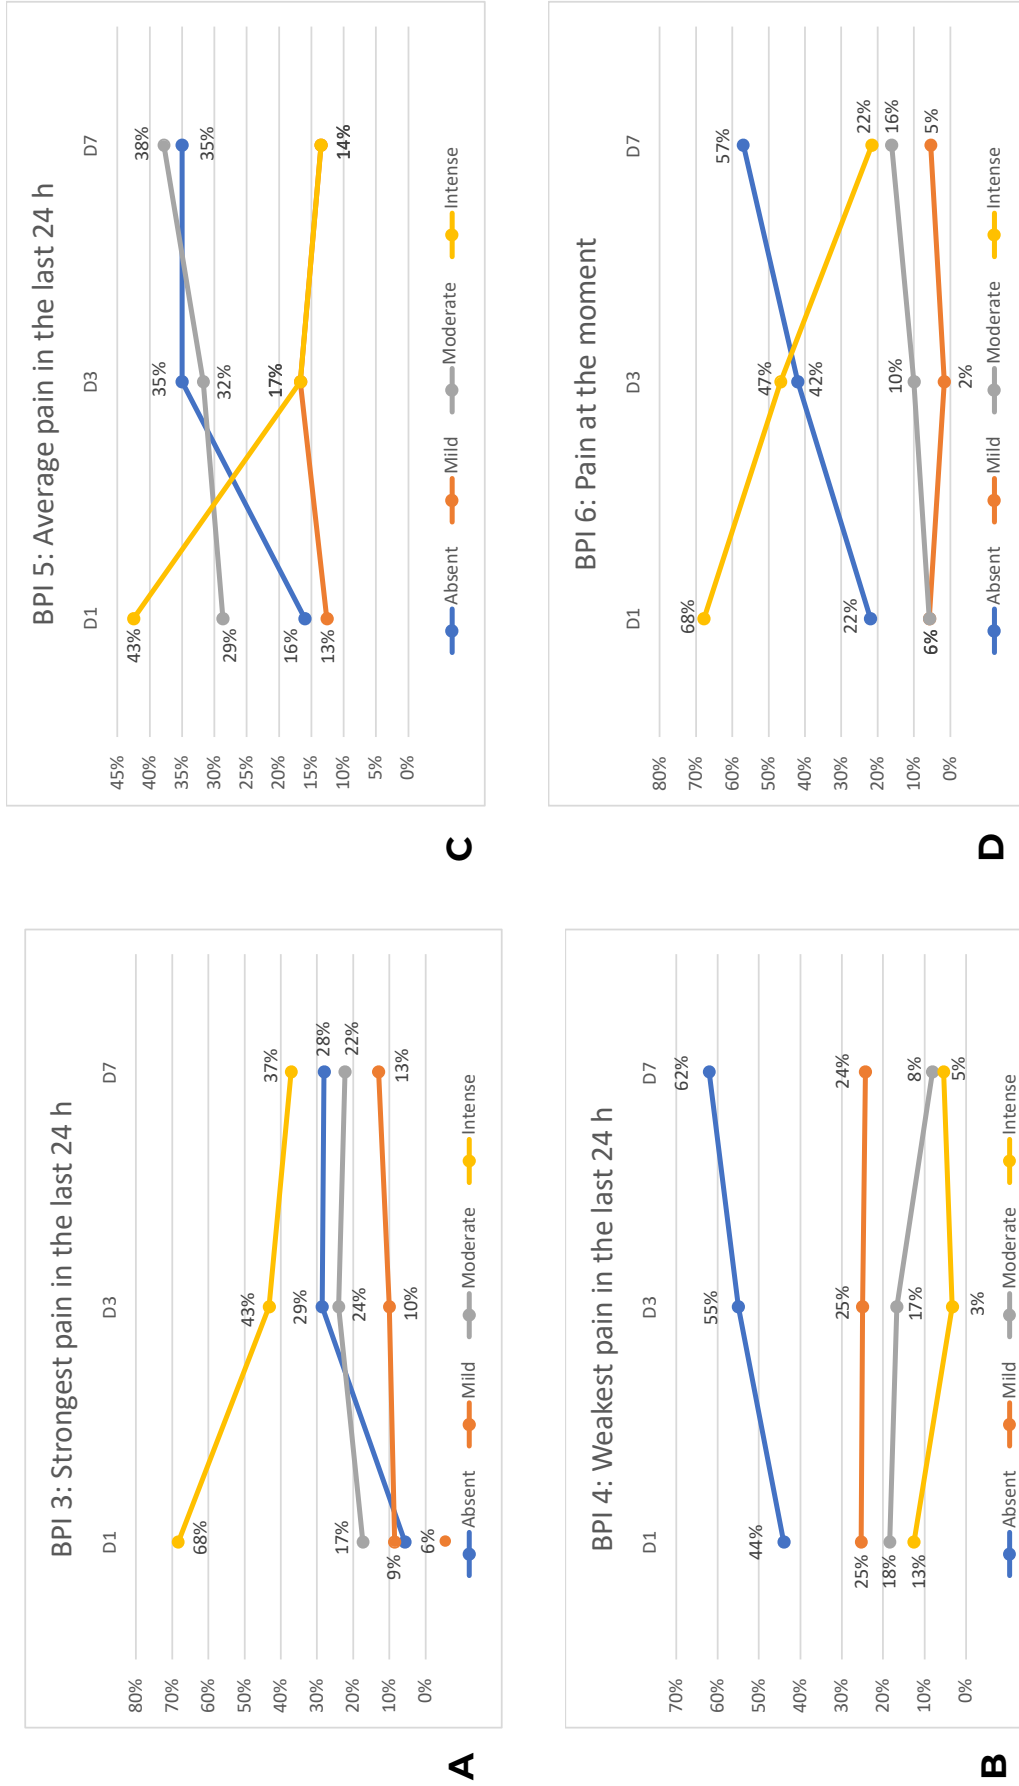 A
BPI 3: Strongest pain in the last 24 h
D1 D3 D7
80%
70%
60%
50%
40%
30%
20%
10%
0%
68% 43% 37%
17% 29% 28%
9% 24% 22%
6% 10% 13%
Absent Mild Moderate Intense
C
BPI 5: Average pain in the last 24 h
D1 D3 D7
45%
40%
35%
30%
25%
20%
15%
10%
5%
0%
43% 35% 38%
29% 32% 35%
16% 17% 14%
13%
Absent Mild Moderate Intense
B
BPI 4: Weakest pain in the last 24 h
D1 D3 D7
70%
60%
50%
40%
30%
20%
10%
0%
44% 55% 62%
25% 25% 24%
18% 17% 8%
13% 3% 5%
Absent Mild Moderate Intense
D
BPI 6: Pain at the moment
D1 D3 D7
80%
70%
60%
50%
40%
30%
20%
10%
0%
68% 47% 57%
22% 42% 22%
6% 10% 16%
2% 5%
Absent Mild Moderate Intense